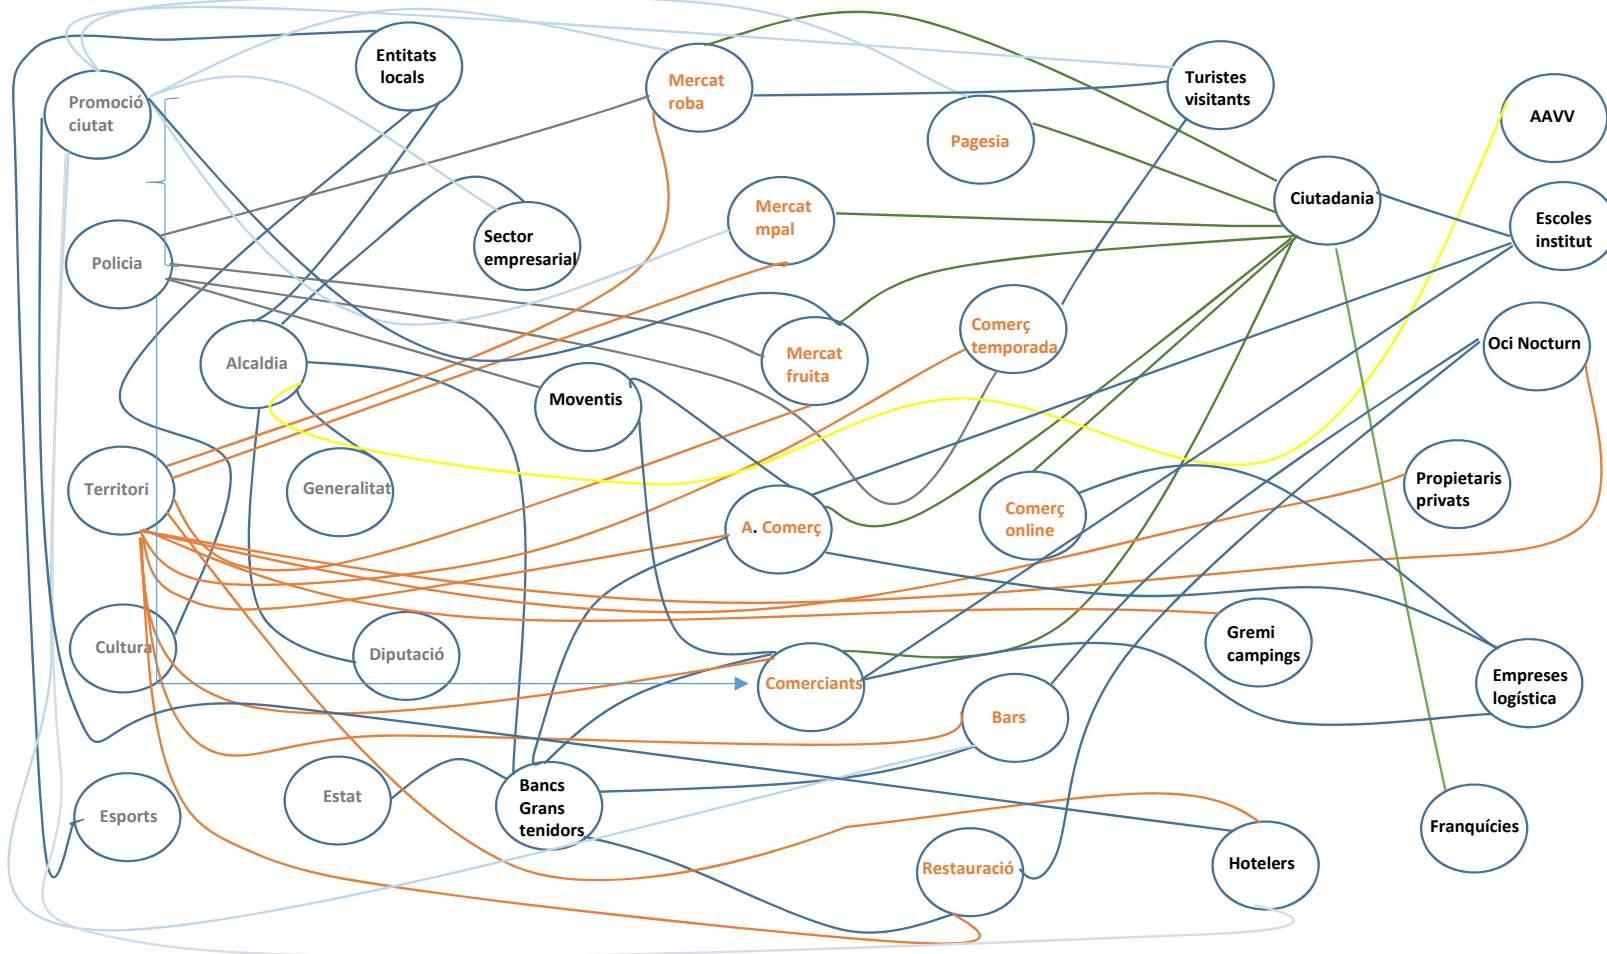 Entitats
locals
Mercat
roba
Turistes
visitants
Promoció
ciutat
AAVV
Pagesia
Ciutadania
Mercat
mpal
Escoles
institut
Sector
empresarial
Policia
Comerç
temporada
Oci Nocturn
Alcaldia
Mercat
fruita
Moventis
Territori
Generalitat
Propietaris
privats
A. Comerç
Comerç
online
Cultura
Diputació
Gremi
campings
Comerciants
Empreses
logística
Bars
Estat
Bancs
Grans
tenidors
Esports
Franquícies
Restauració
Hotelers